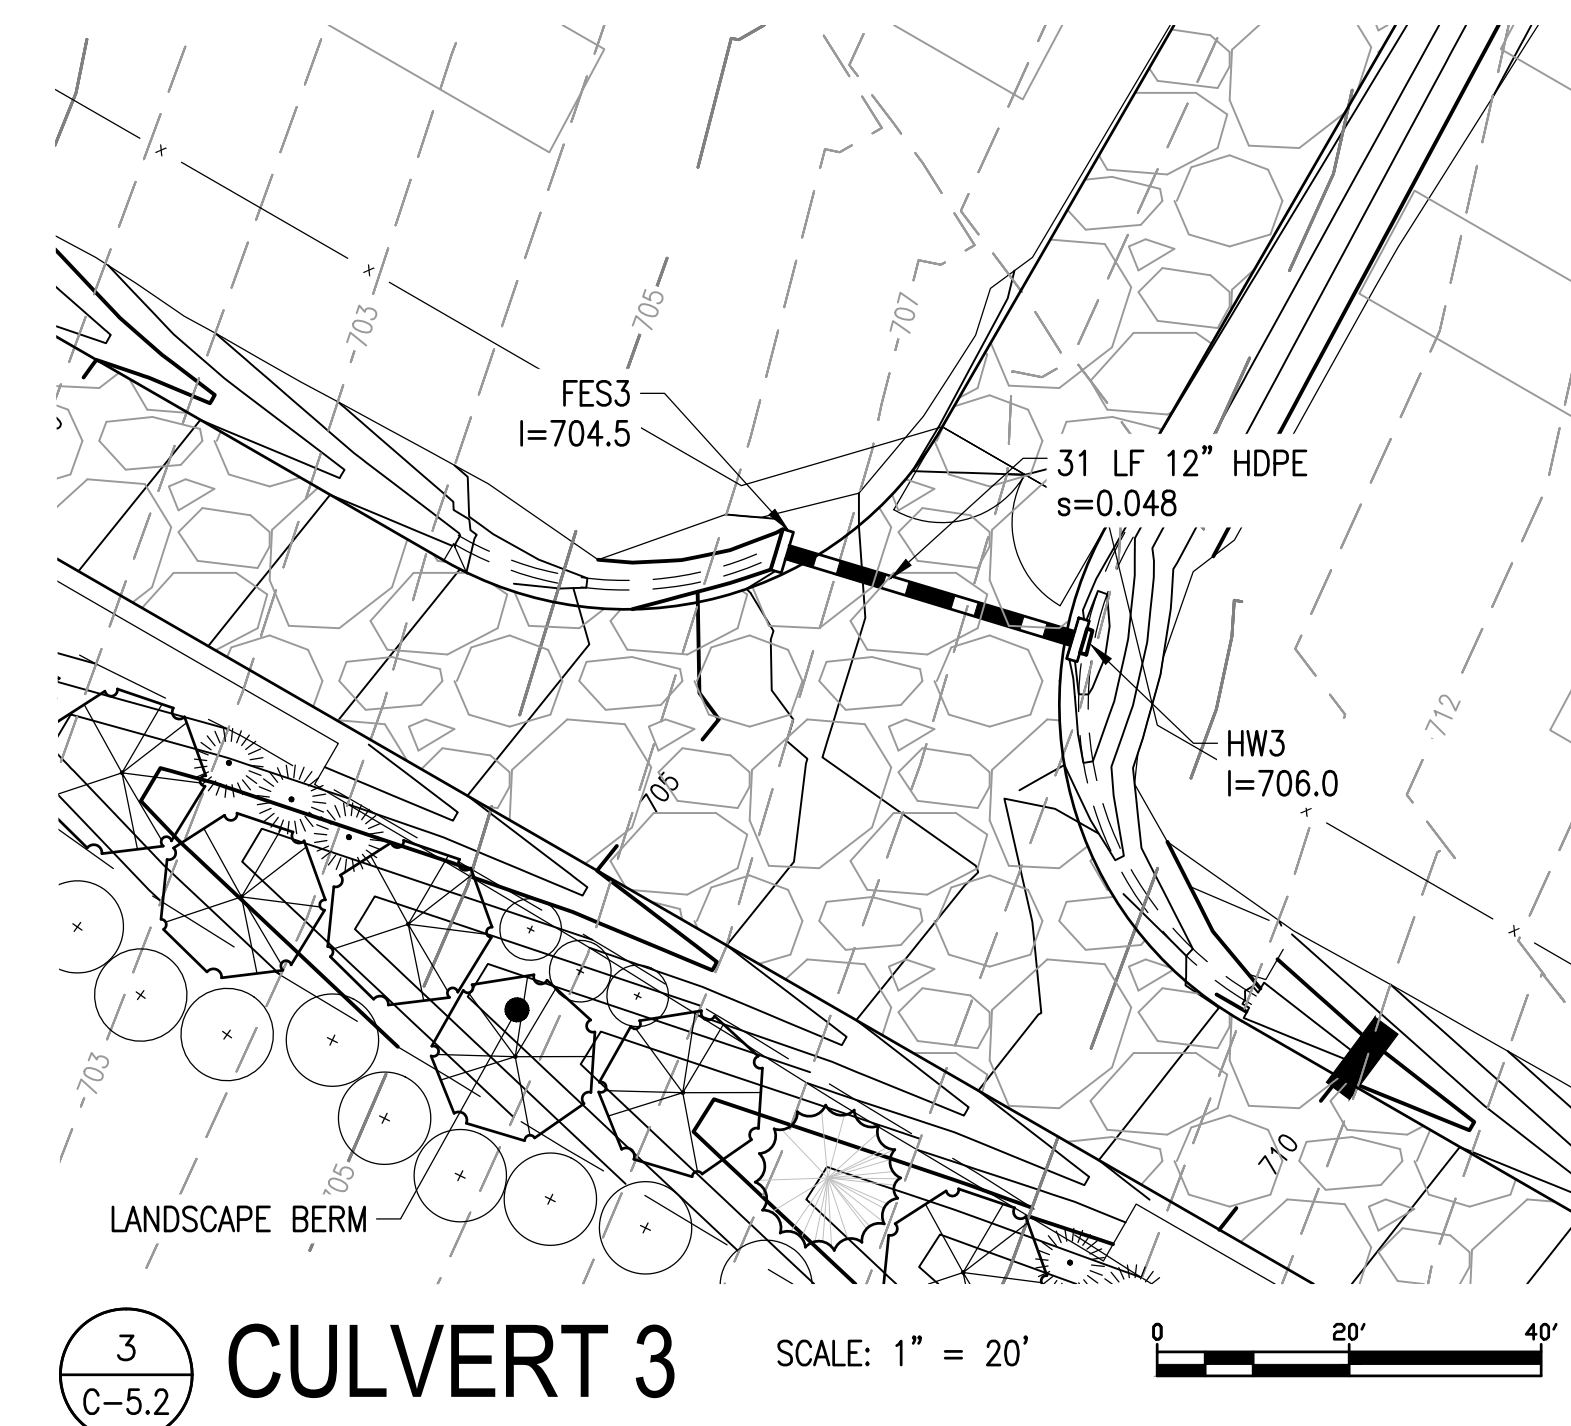 703
705
707
FES3
I=704.5
31 LF 12" HDPE
s=0.048
HW3
I=706.0
712
705
703
705
710
LANDSCAPE BERM
3
C-5.2
CULVERT 3
SCALE: 1" = 20'
0 20' 40'